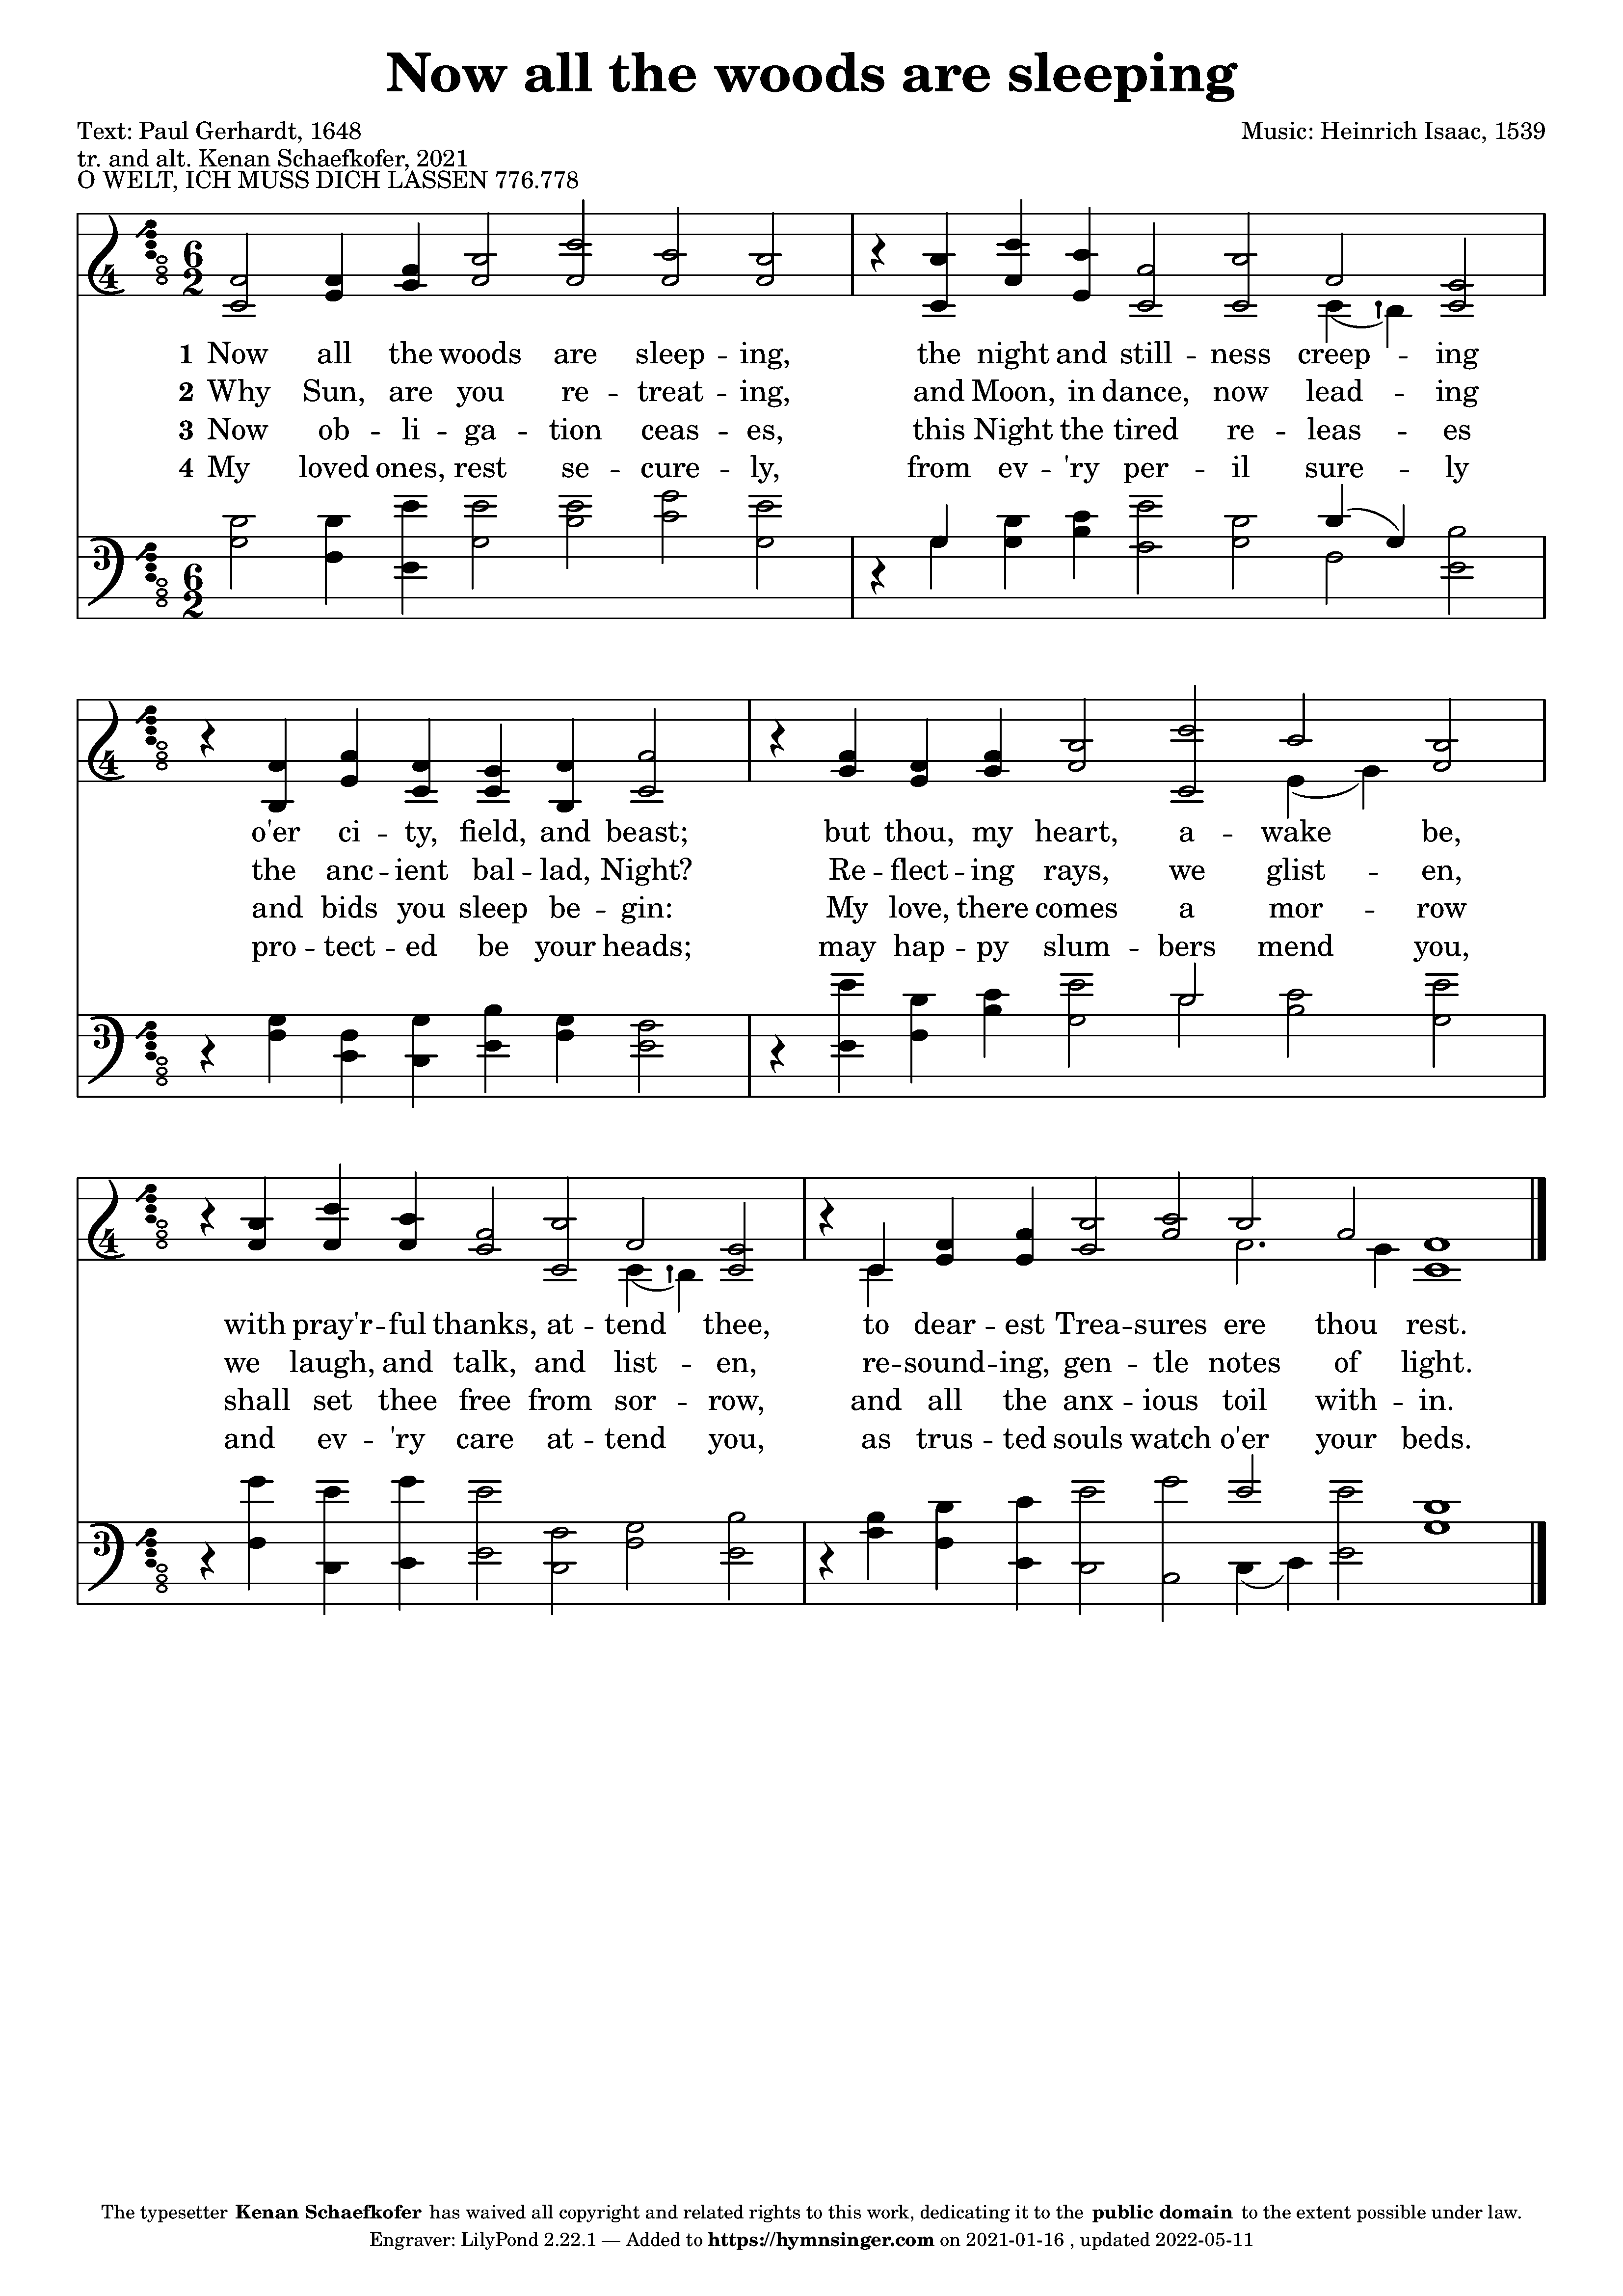 Now all the woods are sleeping
Text: Paul Gerhardt, 1648
Music: Heinrich Isaac, 1539
tr. and alt. Kenan Schaefkofer, 2021
O WELT, ICH MUSS DICH LASSEN 776.778
1 Now all the woods are sleep - ing, the night and still - ness creep - ing
2 Why Sun, are you re - treat - ing, and Moon, in dance, now lead - ing
3 Now ob - li - ga - tion ceas - es, this Night the tired re - leas - es
4 My loved ones, rest se - cure - ly, from ev - 'ry per - il sure - ly
o'er ci - ty, field, and beast; but thou, my heart, a - wake be,
the anc - ient bal - lad, Night? Re - flect - ing rays, we glist - en,
and bids you sleep be - gin: My love, there comes a mor - row
pro - tect - ed be your heads; may hap - py slum - bers mend you,
with pray'r - ful thanks, at - tend thee, to dear - est Trea - sures ere thou rest.
we laugh, and talk, and list - en, re - sound - ing, gen - tle notes of light.
shall set thee free from sor - row, and all the anx - ious toil with - in.
and ev - 'ry care at - tend you, as trus - ted souls watch o'er your beds.
The typesetter Kenan Schaefkofer has waived all copyright and related rights to this work, dedicating it to the public domain to the extent possible under law.
Engraver: LilyPond 2.22.1 — Added to https://hymnsinger.com on 2021-01-16 , updated 2022-05-11